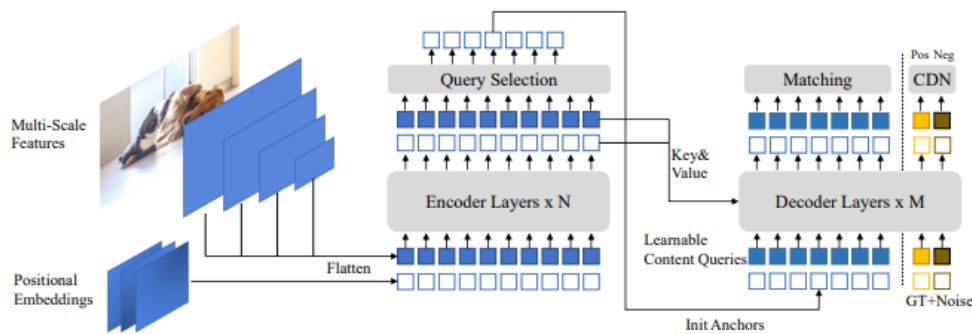 Multi-Scale
Features
Positional
Embeddings
Flatten
Query Selection
Encoder Layers x N
Key&
Value
Init Anchors
Matching
Decoder Layers x M
Learnable
Content Queries
Pos Neg
CDN
GT+Noise